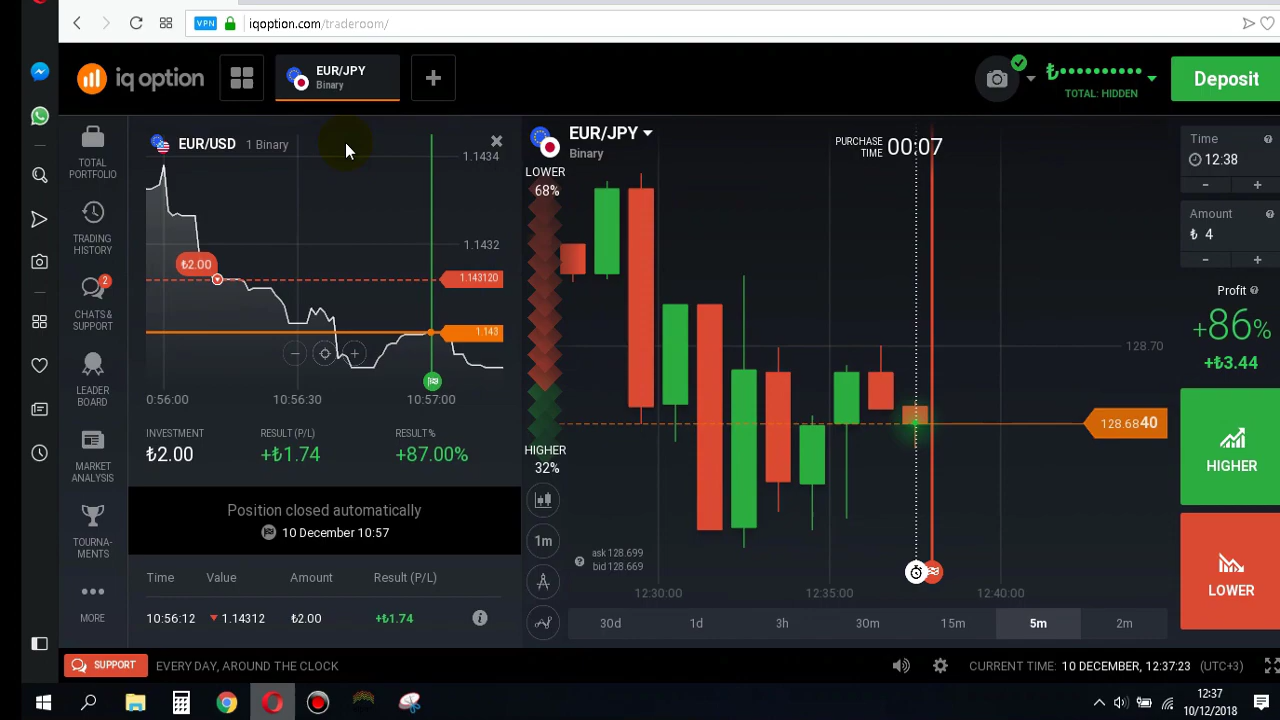 VPN
iqoption.com/traderoom/
iq option
EUR/JPY
Binary
₺••••••••••
TOTAL: HIDDEN
Deposit
TOTAL
PORTFOLIO
TRADING
HISTORY
2
CHATS &
SUPPORT
LEADER
BOARD
MARKET
ANALYSIS
TOURNA-
MENTS
MORE
EUR/USD 1 Binary
1.1434
1.1432
₺2.00
1.143120
1.143
0:56:00 10:56:30 10:57:00
INVESTMENT RESULT (P/L) RESULT%
₺2.00 +₺1.74 +87.00%
Position closed automatically
10 December 10:57
Time Value Amount Result (P/L)
10:56:12 1.14312 ₺2.00 +₺1.74
EUR/JPY
Binary
LOWER
68%
HIGHER
32%
1m
PURCHASE
TIME
00:07
128.70
128.6840
ask 128.699
bid 128.669
12:30:00 12:35:00 12:40:00
30d 1d 3h 30m 15m 5m 2m
Time
12:38
- +
Amount
₺ 4
- +
Profit
+86%
+₺3.44
HIGHER
LOWER
SUPPORT EVERY DAY, AROUND THE CLOCK
CURRENT TIME: 10 DECEMBER, 12:37:23 (UTC+3)
12:37
10/12/2018